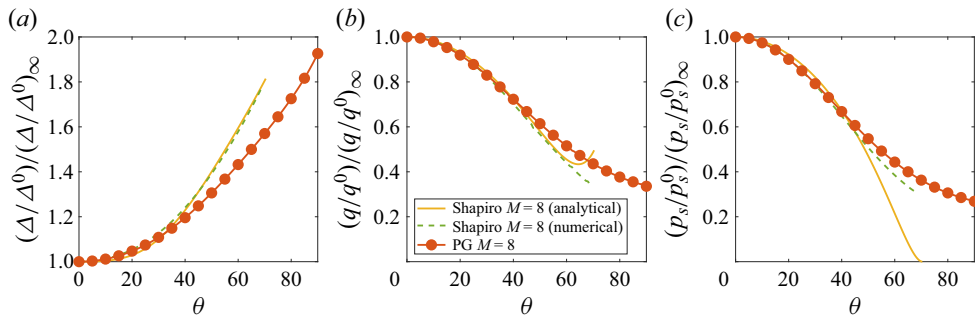 (a)
(Δ/Δ⁰)/(Δ/Δ⁰)∞
2.0
1.8
1.6
1.4
1.2
1.0
0 20 40 60 80
θ
(b)
(q/q⁰)/(q/q⁰)∞
1.0
0.8
0.6
0.4
0.2
Shapiro M = 8 (analytical)
Shapiro M = 8 (numerical)
PG M = 8
0 20 40 60 80
θ
(c)
(pₛ/pₛ⁰)/(pₛ/pₛ⁰)∞
1.0
0.8
0.6
0.4
0.2
0 20 40 60 80
θ